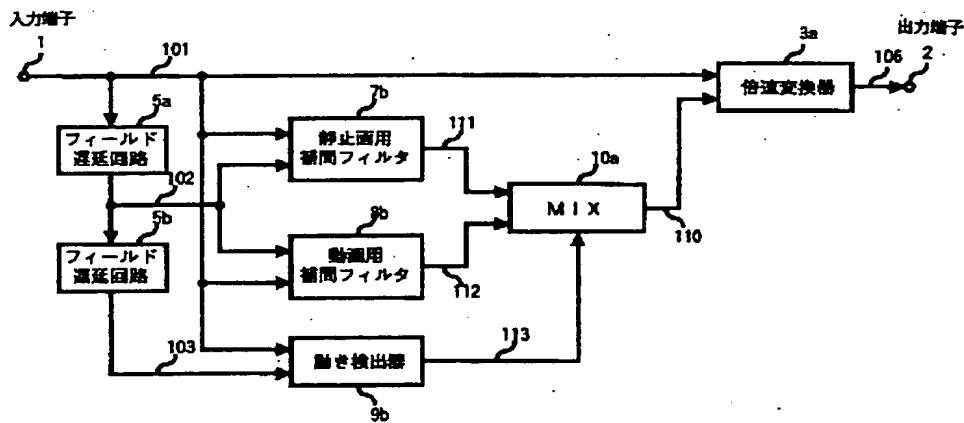 入力端子
1
101
出力端子
2
3a
倍速変換器
106
5a
フィールド
遅延回路
102
7b
静止画用
補間フィルタ
111
10a
MIX
110
5b
フィールド
遅延回路
8b
動画用
補間フィルタ
112
103
動き検出器
113
9b